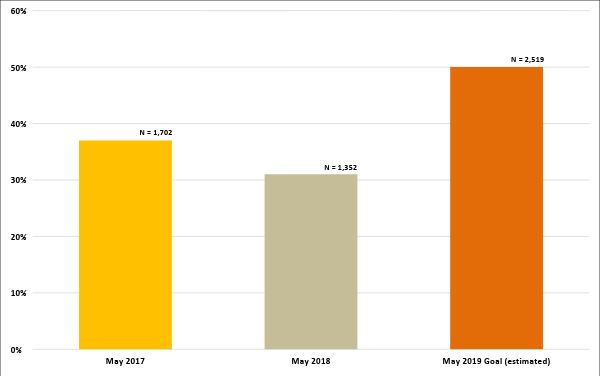 60%
50%
40%
30%
20%
10%
0%
N = 1,702
N = 1,352
N = 2,519
May 2017
May 2018
May 2019 Goal (estimated)